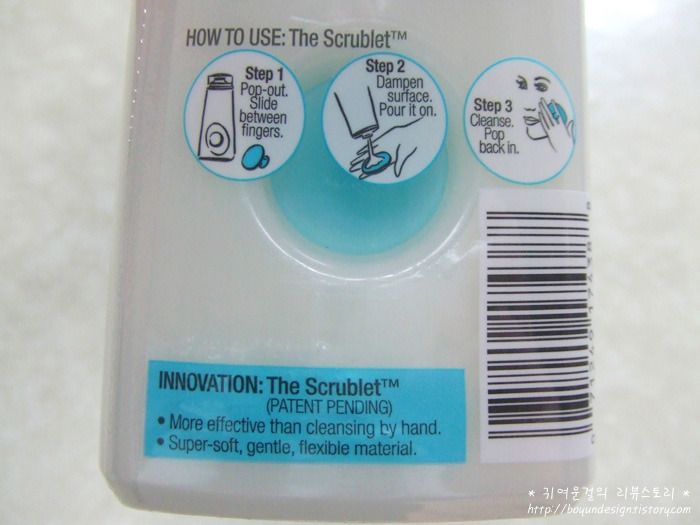 HOW TO USE: The Scrublet™
Step 1
Pop-out.
Slide
between
fingers.
Step 2
Dampen
surface.
Pour it on.
Step 3
Cleanse.
Pop
back in.
INNOVATION: The Scrublet™
(PATENT PENDING)
• More effective than cleansing by hand.
• Super-soft, gentle, flexible material.
* 귀여운걸의 리뷰스토리 *
http://boyundesign.tistory.com